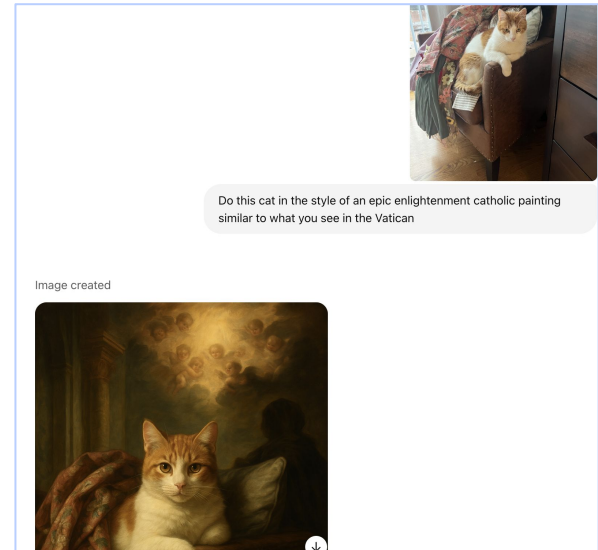 Do this cat in the style of an epic enlightenment catholic painting
similar to what you see in the Vatican
Image created